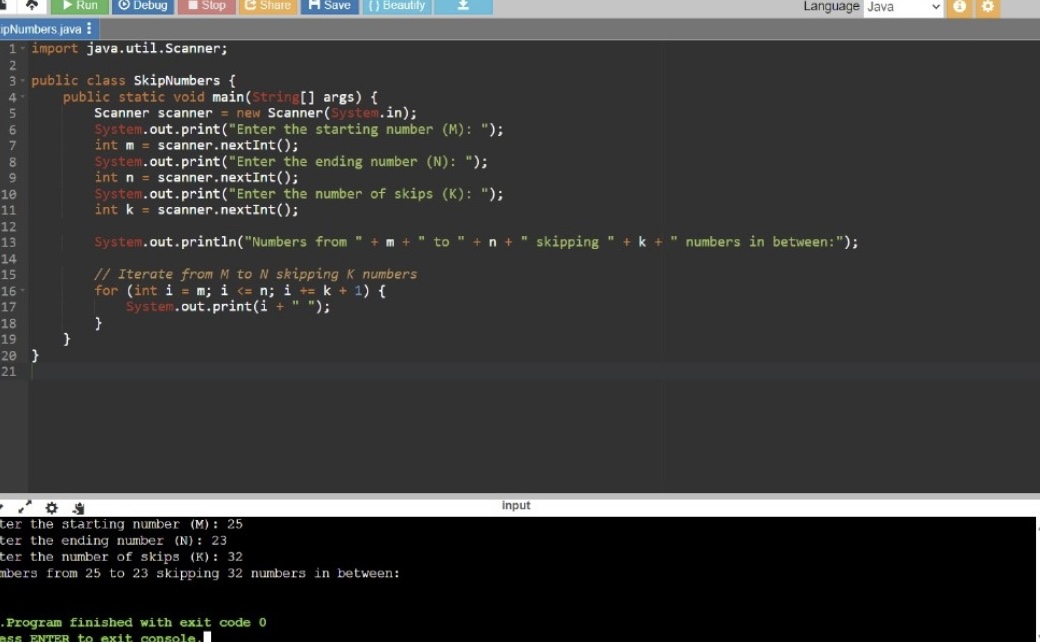 Run Debug Stop Share Save { } Beautify Language Java
ipNumbers.java
1 import java.util.Scanner;
2
3 public class SkipNumbers {
4 public static void main(String[] args) {
5 Scanner scanner = new Scanner(System.in);
6 System.out.print("Enter the starting number (M): ");
7 int m = scanner.nextInt();
8 System.out.print("Enter the ending number (N): ");
9 int n = scanner.nextInt();
10 System.out.print("Enter the number of skips (K): ");
11 int k = scanner.nextInt();
12
13 System.out.println("Numbers from " + m + " to " + n + " skipping " + k + " numbers in between:");
14
15 // Iterate from M to N skipping K numbers
16 for (int i = m; i <= n; i += k + 1) {
17 System.out.print(i + " ");
18 }
19 }
20 }
21
input
ter the starting number (M): 25
ter the ending number (N): 23
ter the number of skips (K): 32
mbers from 25 to 23 skipping 32 numbers in between:
.Program finished with exit code 0
ess ENTER to exit console.